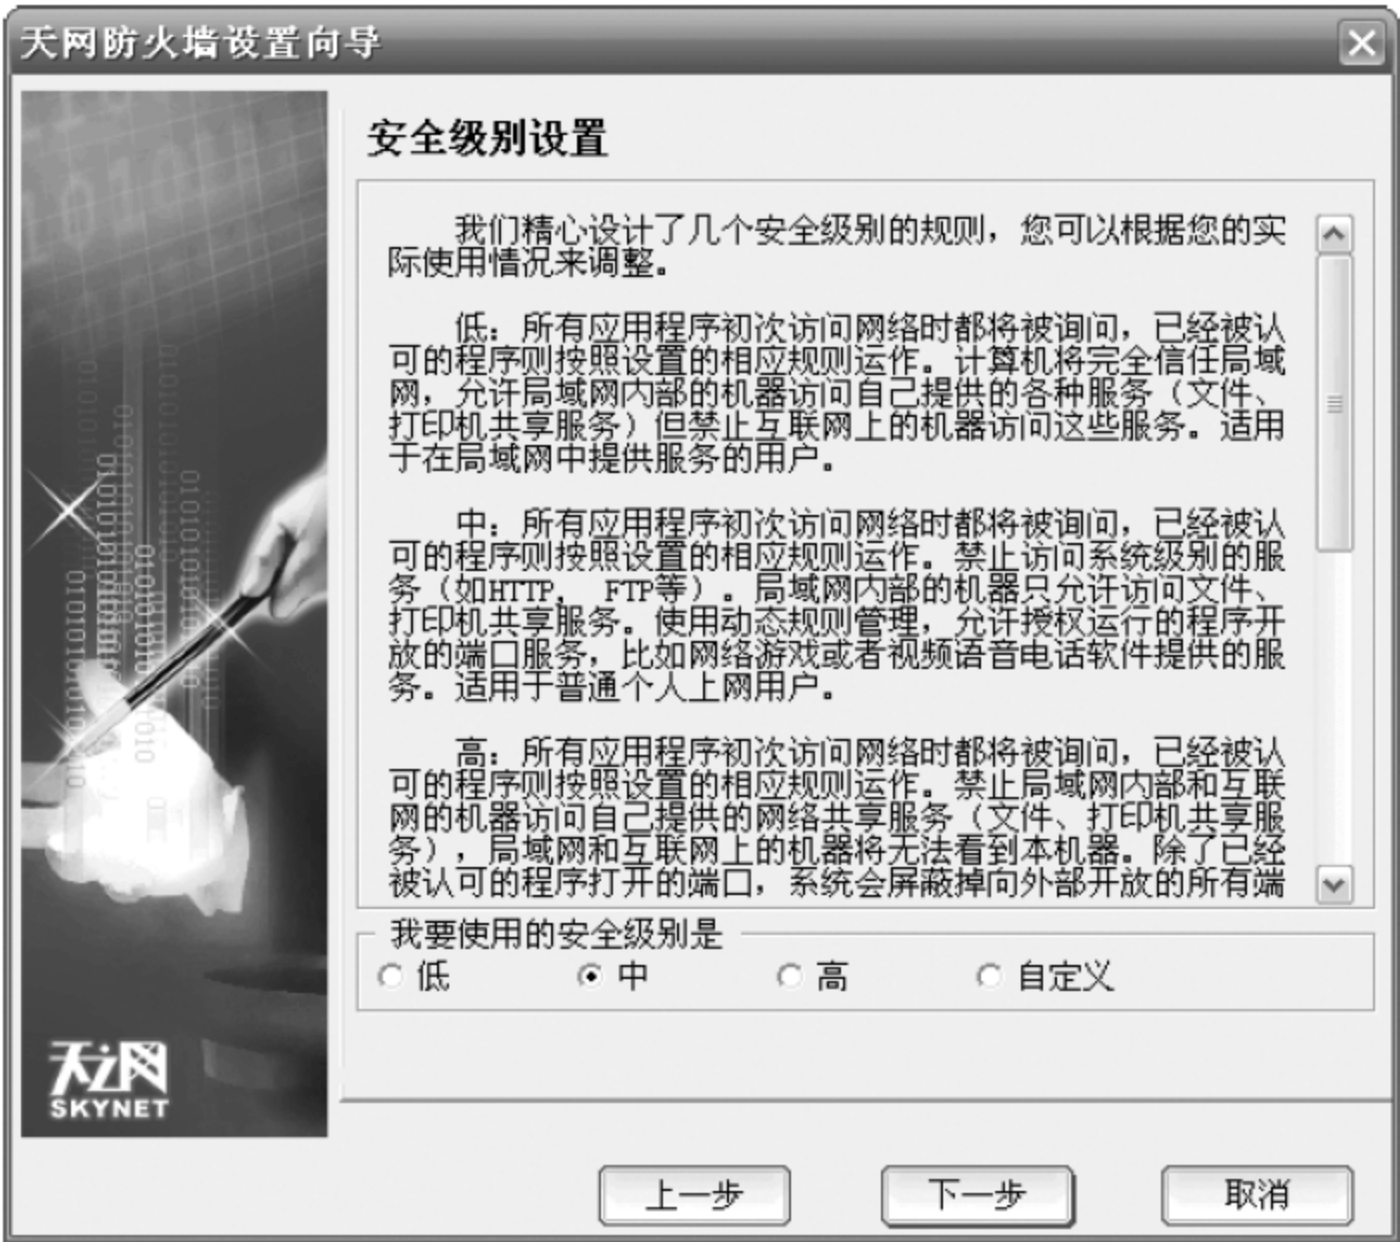 天网防火墙设置向导
安全级别设置
我们精心设计了几个安全级别的规则，您可以根据您的实
际使用情况来调整。
低：所有应用程序初次访问网络时都将被询问，已经被认
可的程序则按照设置的相应规则运作。计算机将完全信任局域
网，允许局域网内部的机器访问自己提供的各种服务（文件、
打印机共享服务）但禁止互联网上的机器访问这些服务。适用
于在局域网中提供服务的用户。
中：所有应用程序初次访问网络时都将被询问，已经被认
可的程序则按照设置的相应规则运作。禁止访问系统级别的服
务（如HTTP， FTP等）。局域网内部的机器只允许访问文件、
打印机共享服务。使用动态规则管理，允许授权运行的程序开
放的端口服务，比如网络游戏或者视频语音电话软件提供的服
务。适用于普通个人上网用户。
高：所有应用程序初次访问网络时都将被询问，已经被认
可的程序则按照设置的相应规则运作。禁止局域网内部和互联
网的机器访问自己提供的网络共享服务（文件、打印机共享服
务），局域网和互联网上的机器将无法看到本机器。除了已经
被认可的程序打开的端口，系统会屏蔽掉向外部开放的所有端
我要使用的安全级别是
低 中 高 自定义
天网
SKYNET
上一步 下一步 取消